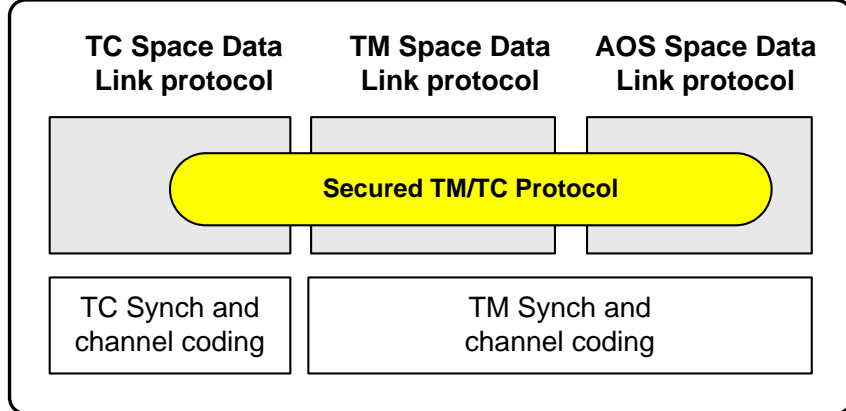 TC Space Data
Link protocol
TM Space Data
Link protocol
AOS Space Data
Link protocol
Secured TM/TC Protocol
TC Synch and
channel coding
TM Synch and
channel coding